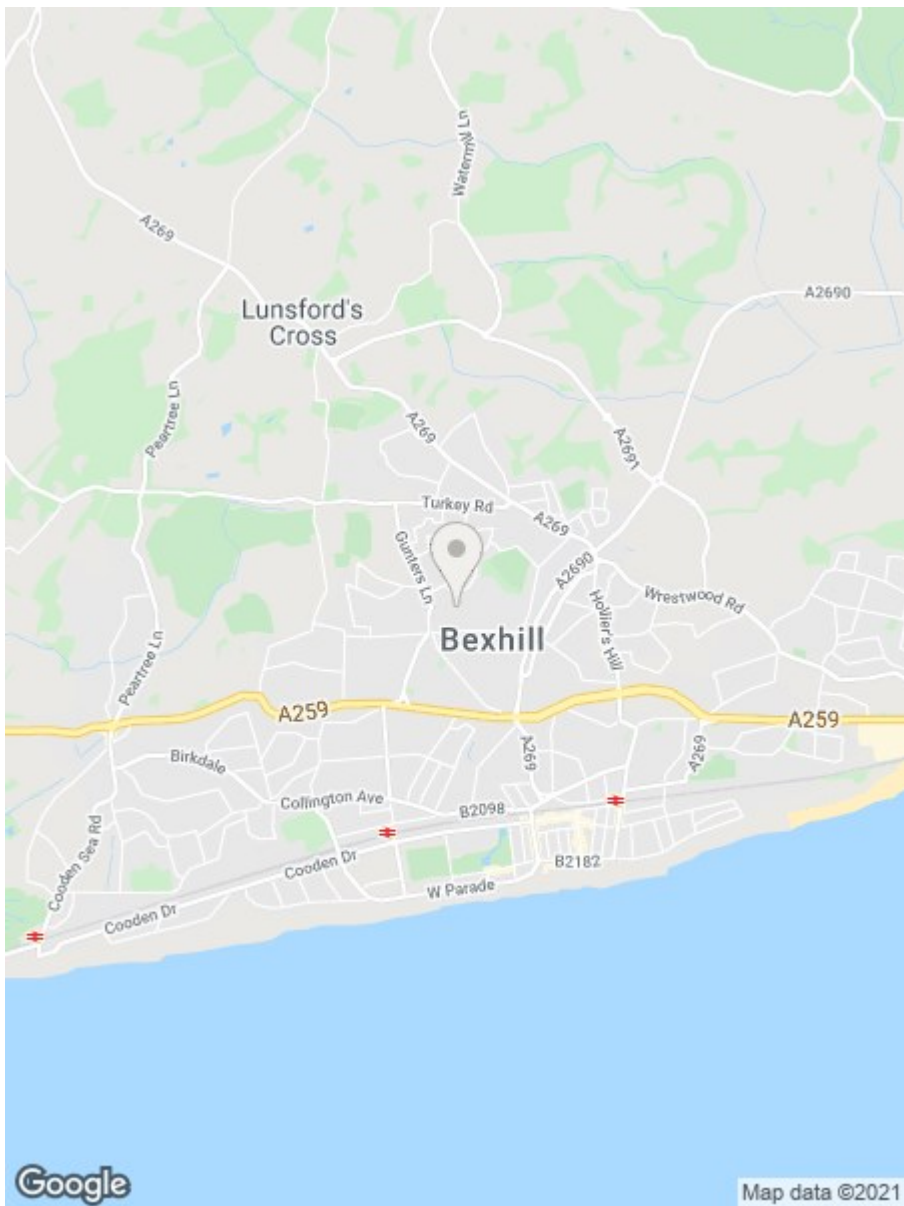 Watermill Ln
A269
A2690
Lunsford's
Cross
Peartree Ln
A269
A2691
Turkey Rd
A269
Gunters Ln
A2690
Wrestwood Rd
Hollier's Hill
Bexhill
Peartree Ln
A259
A259
A269
A269
Birkdale
Collington Ave
B2098
Cooden Sea Rd
Cooden Dr
B2182
W Parade
Cooden Dr
Google
Map data ©2021